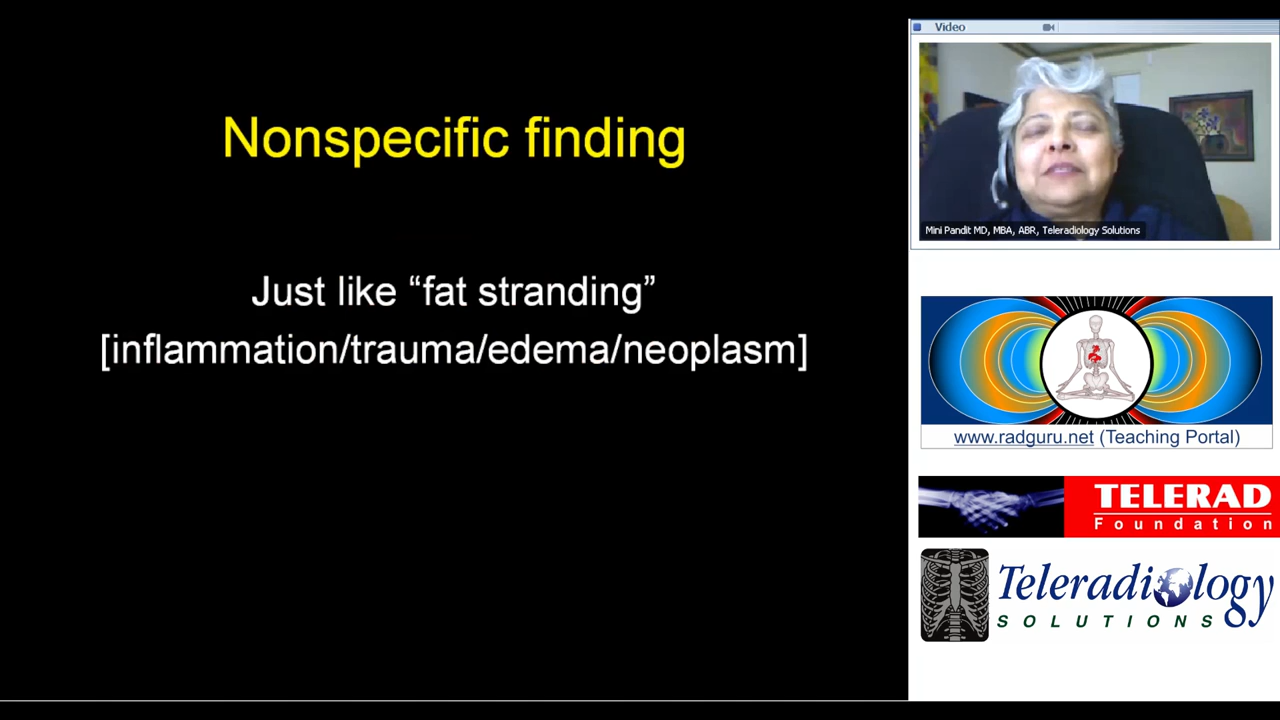 Nonspecific finding
Just like “fat stranding”
[inflammation/trauma/edema/neoplasm]
Video
Mini Pandit MD, MBA, ABR, Teleradiology Solutions
www.radguru.net (Teaching Portal)
TELERAD
Foundation
Teleradiology
SOLUTIONS